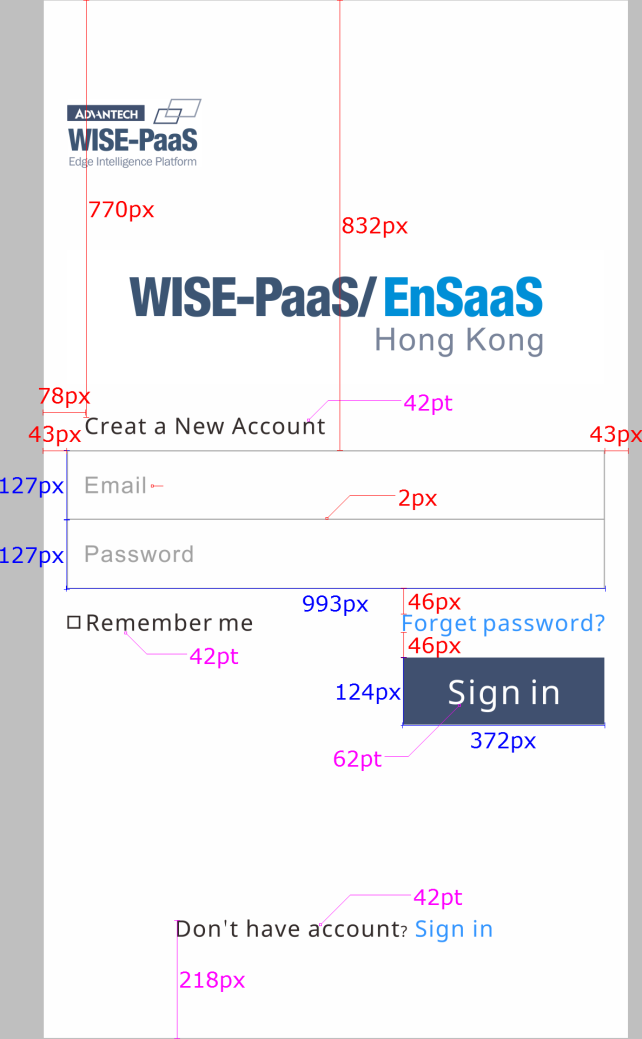 ADVANTECH
WISE-PaaS
Edge Intelligence Platform
770px
832px
WISE-PaaS/EnSaaS
Hong Kong
78px
42pt
43px
Creat a New Account
43px
127px
Email
2px
127px
Password
993px
46px
Remember me
Forget password?
46px
42pt
124px
Sign in
372px
62pt
42pt
Don't have account? Sign in
218px